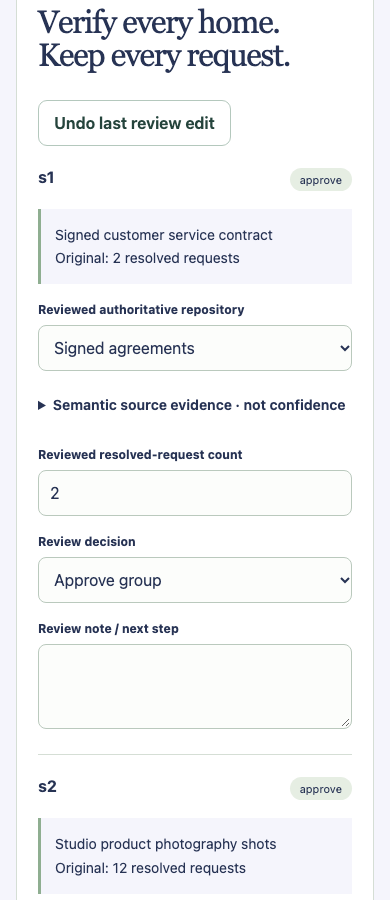 Verify every home.
Keep every request.
Undo last review edit
s1
approve
Signed customer service contract
Original: 2 resolved requests
Reviewed authoritative repository
Signed agreements
Semantic source evidence · not confidence
Reviewed resolved-request count
2
Review decision
Approve group
Review note / next step
s2
approve
Studio product photography shots
Original: 12 resolved requests